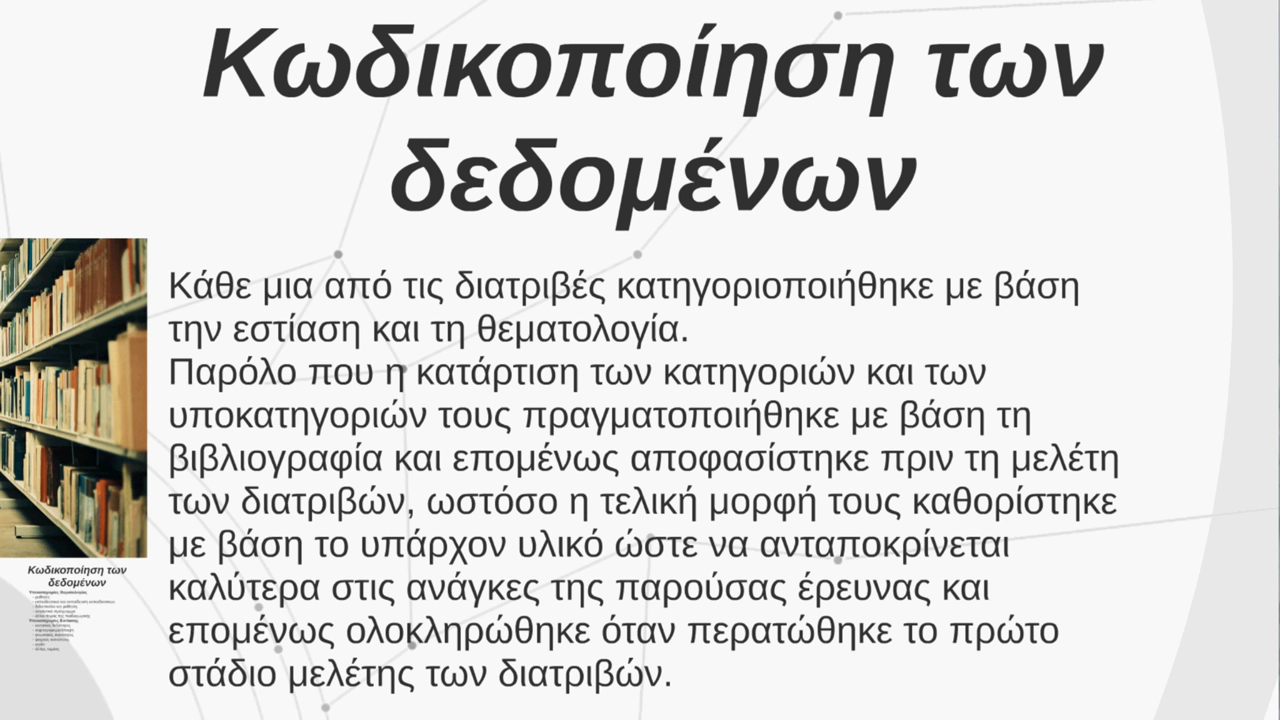 Κωδικοποίηση των
δεδομένων
Κάθε μια από τις διατριβές κατηγοριοποιήθηκε με βάση
την εστίαση και τη θεματολογία.
Παρόλο που η κατάρτιση των κατηγοριών και των
υποκατηγοριών τους πραγματοποιήθηκε με βάση τη
βιβλιογραφία και επομένως αποφασίστηκε πριν τη μελέτη
των διατριβών, ωστόσο η τελική μορφή τους καθορίστηκε
με βάση το υπάρχον υλικό ώστε να ανταποκρίνεται
καλύτερα στις ανάγκες της παρούσας έρευνας και
επομένως ολοκληρώθηκε όταν περατώθηκε το πρώτο
στάδιο μελέτης των διατριβών.
Κωδικοποίηση των
δεδομένων